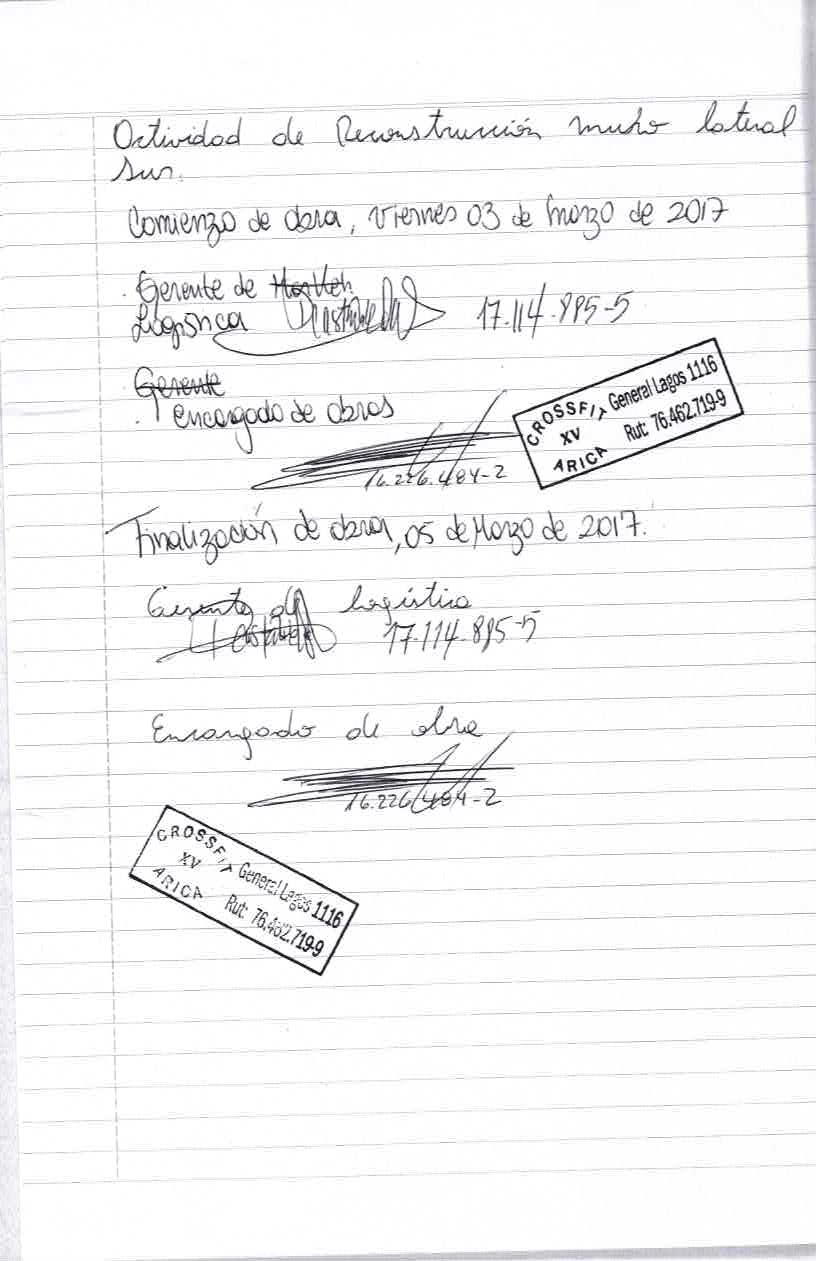 Actividad de Reconstrucción muro lateral
sur.
Comienzo de obra, Viernes 03 de marzo de 2017
. Gerente de
Logística 17.114.885-5
Gerente
. encargado de obras
CROSSFIT General Lagos 1116
XV
ARICA Rut: 76.462.719-9
16.226.484-2
Finalización de obra, 05 de Marzo de 2017.
Gerente de Logística
17.114.885-5
Encargado de obra
16.226.484-2
CROSSFIT General Lagos 1116
XV
ARICA Rut: 76.462.719-9